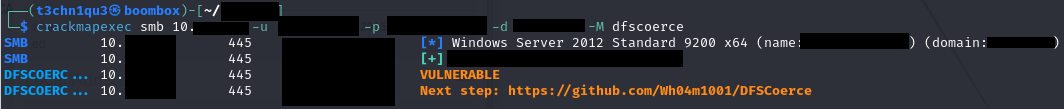 (t3chn1qu3㉿boombox)-[~/ ]
$ crackmapexec smb 10. -u -p -d -M dfscoerce
SMB 10. 445 [*] Windows Server 2012 Standard 9200 x64 (name: ) (domain: )
SMB 10. 445 [+]
DFSCOERC... 10. 445 VULNERABLE
DFSCOERC... 10. 445 Next step: https://github.com/Wh04m1001/DFSCoerce